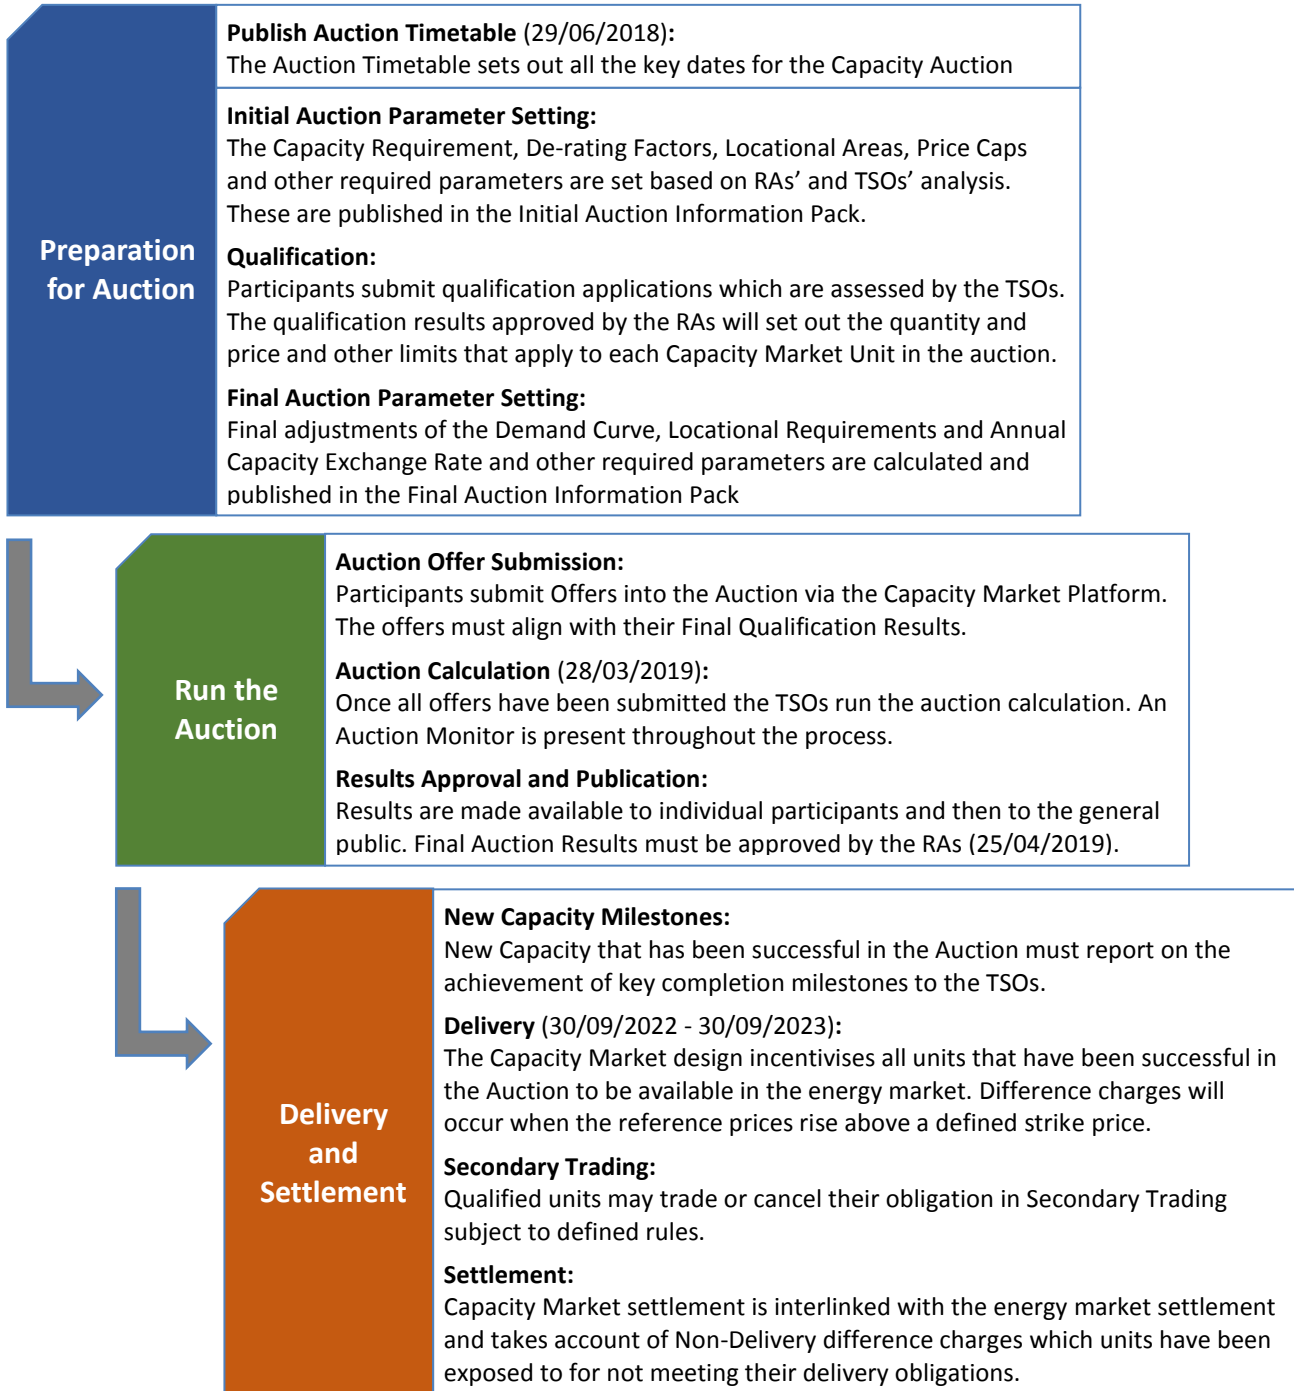 Preparation
for Auction
Publish Auction Timetable (29/06/2018):
The Auction Timetable sets out all the key dates for the Capacity Auction
Initial Auction Parameter Setting:
The Capacity Requirement, De-rating Factors, Locational Areas, Price Caps
and other required parameters are set based on RAs’ and TSOs’ analysis.
These are published in the Initial Auction Information Pack.
Qualification:
Participants submit qualification applications which are assessed by the TSOs.
The qualification results approved by the RAs will set out the quantity and
price and other limits that apply to each Capacity Market Unit in the auction.
Final Auction Parameter Setting:
Final adjustments of the Demand Curve, Locational Requirements and Annual
Capacity Exchange Rate and other required parameters are calculated and
published in the Final Auction Information Pack
Run the
Auction
Auction Offer Submission:
Participants submit Offers into the Auction via the Capacity Market Platform.
The offers must align with their Final Qualification Results.
Auction Calculation (28/03/2019):
Once all offers have been submitted the TSOs run the auction calculation. An
Auction Monitor is present throughout the process.
Results Approval and Publication:
Results are made available to individual participants and then to the general
public. Final Auction Results must be approved by the RAs (25/04/2019).
Delivery
and
Settlement
New Capacity Milestones:
New Capacity that has been successful in the Auction must report on the
achievement of key completion milestones to the TSOs.
Delivery (30/09/2022 - 30/09/2023):
The Capacity Market design incentivises all units that have been successful in
the Auction to be available in the energy market. Difference charges will
occur when the reference prices rise above a defined strike price.
Secondary Trading:
Qualified units may trade or cancel their obligation in Secondary Trading
subject to defined rules.
Settlement:
Capacity Market settlement is interlinked with the energy market settlement
and takes account of Non-Delivery difference charges which units have been
exposed to for not meeting their delivery obligations.